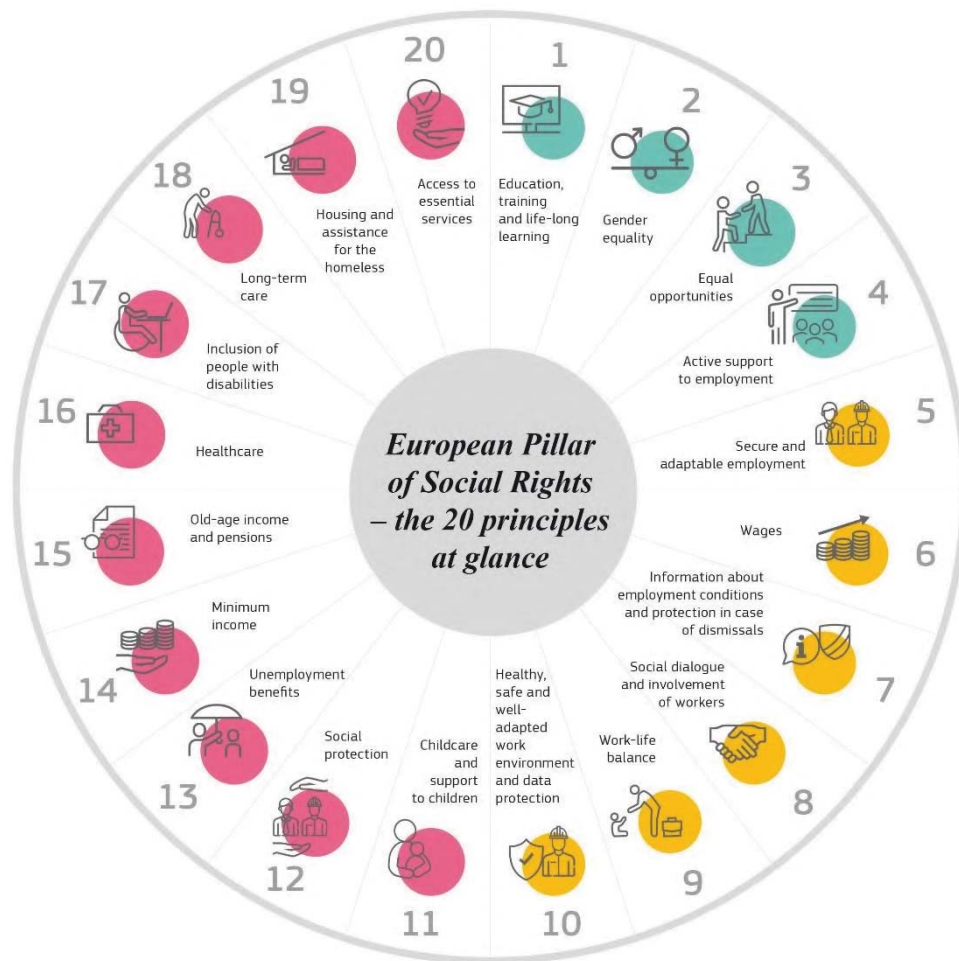 European Pillar
of Social Rights
– the 20 principles
at glance
1
Education,
training
and life-long
learning
2
Gender
equality
3
Equal
opportunities
4
Active support
to employment
5
Secure and
adaptable employment
6
Wages
7
Information about
employment conditions
and protection in case
of dismissals
8
Social dialogue
and involvement
of workers
9
Work-life
balance
10
Healthy,
safe and
well-
adapted
work
environment
and data
protection
11
Childcare
and
support
to children
12
Social
protection
13
Unemployment
benefits
14
Minimum
income
15
Old-age income
and pensions
16
Healthcare
17
Inclusion of
people with
disabilities
18
Long-term
care
19
Housing and
assistance
for the
homeless
20
Access to
essential
services